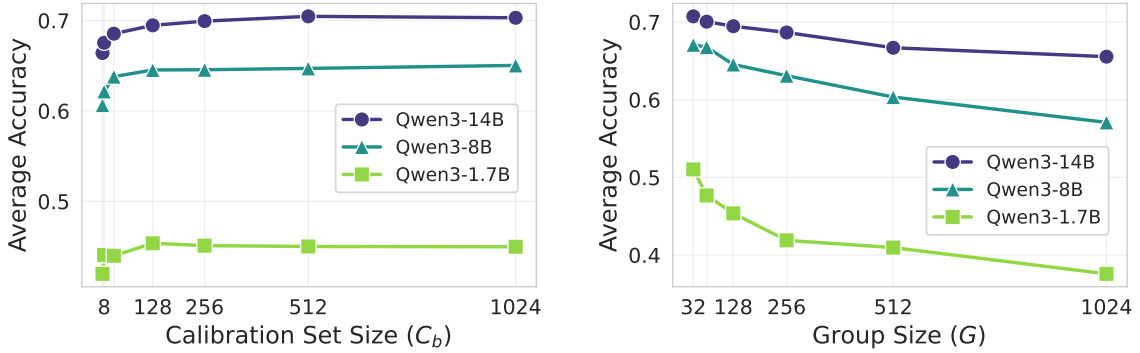 Average Accuracy
0.7
0.6
0.5
Qwen3-14B
Qwen3-8B
Qwen3-1.7B
8 128 256 512 1024
Calibration Set Size (C_b)
Average Accuracy
0.7
0.6
0.5
0.4
Qwen3-14B
Qwen3-8B
Qwen3-1.7B
32 128 256 512 1024
Group Size (G)